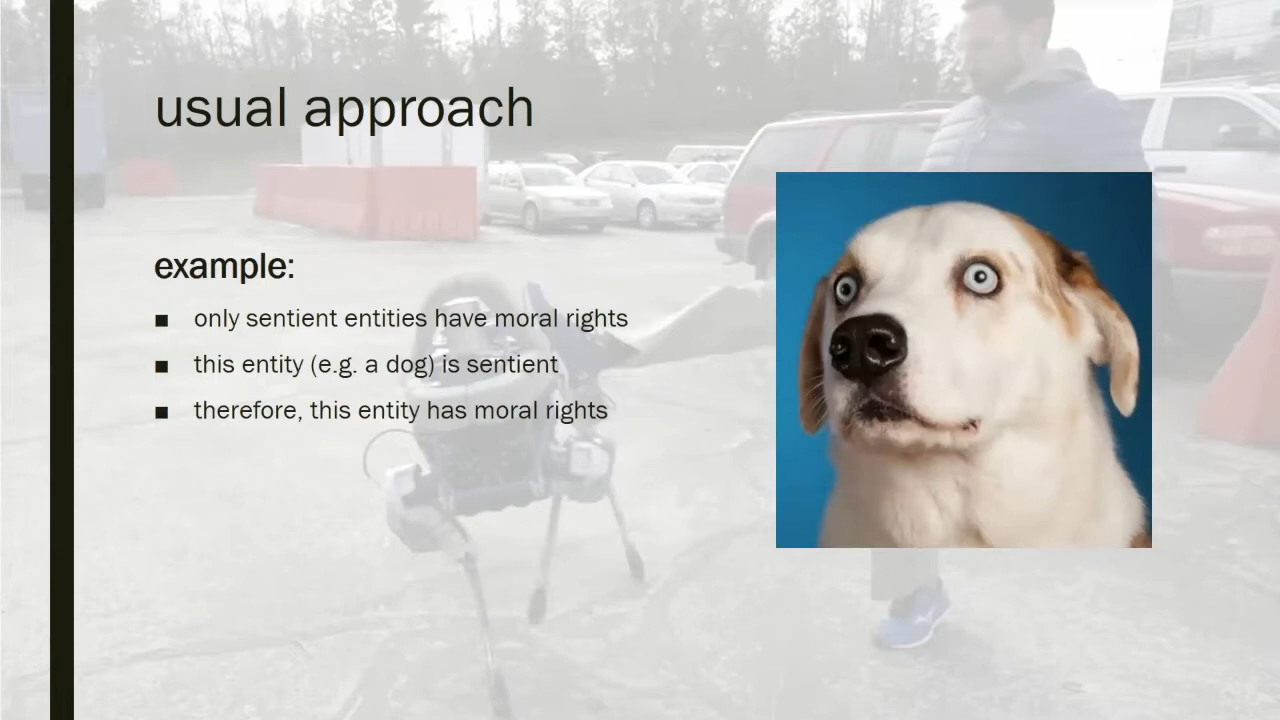 usual approach
example:
■ only sentient entities have moral rights
■ this entity (e.g. a dog) is sentient
■ therefore, this entity has moral rights